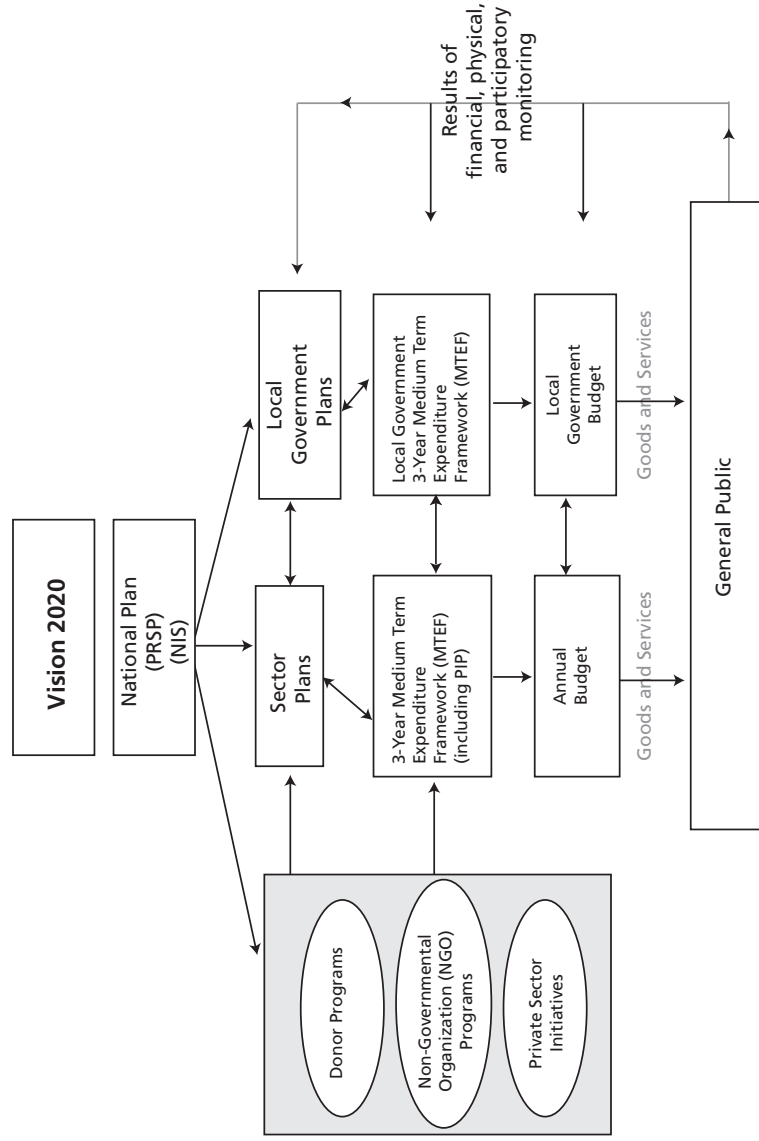 Vision 2020
National Plan
(PRSP)
(NIS)
Donor Programs
Non-Governmental
Organization (NGO)
Programs
Private Sector
Initiatives
Sector
Plans
Local
Government
Plans
3-Year Medium Term
Expenditure
Framework (MTEF)
(including PIP)
Local Government
3-Year Medium Term
Expenditure
Framework (MTEF)
Annual
Budget
Local
Government
Budget
Goods and Services
Goods and Services
General Public
Results of
financial, physical,
and participatory
monitoring